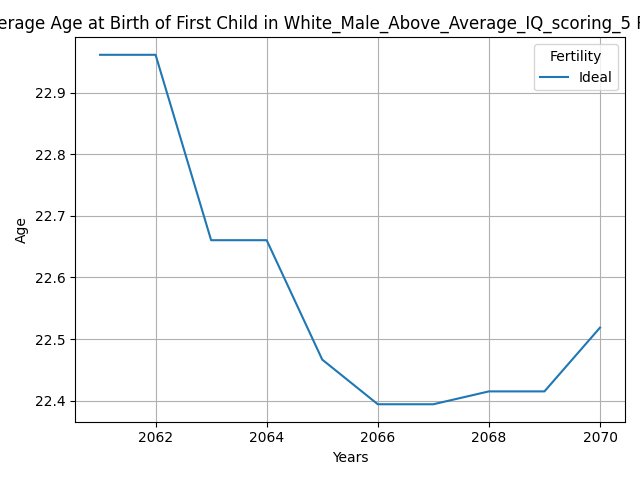 Average Age at Birth of First Child in White_Male_Above_Average_IQ_scoring_5
Fertility
Ideal
22.9
22.8
22.7
22.6
22.5
22.4
Age
2062 2064 2066 2068 2070
Years